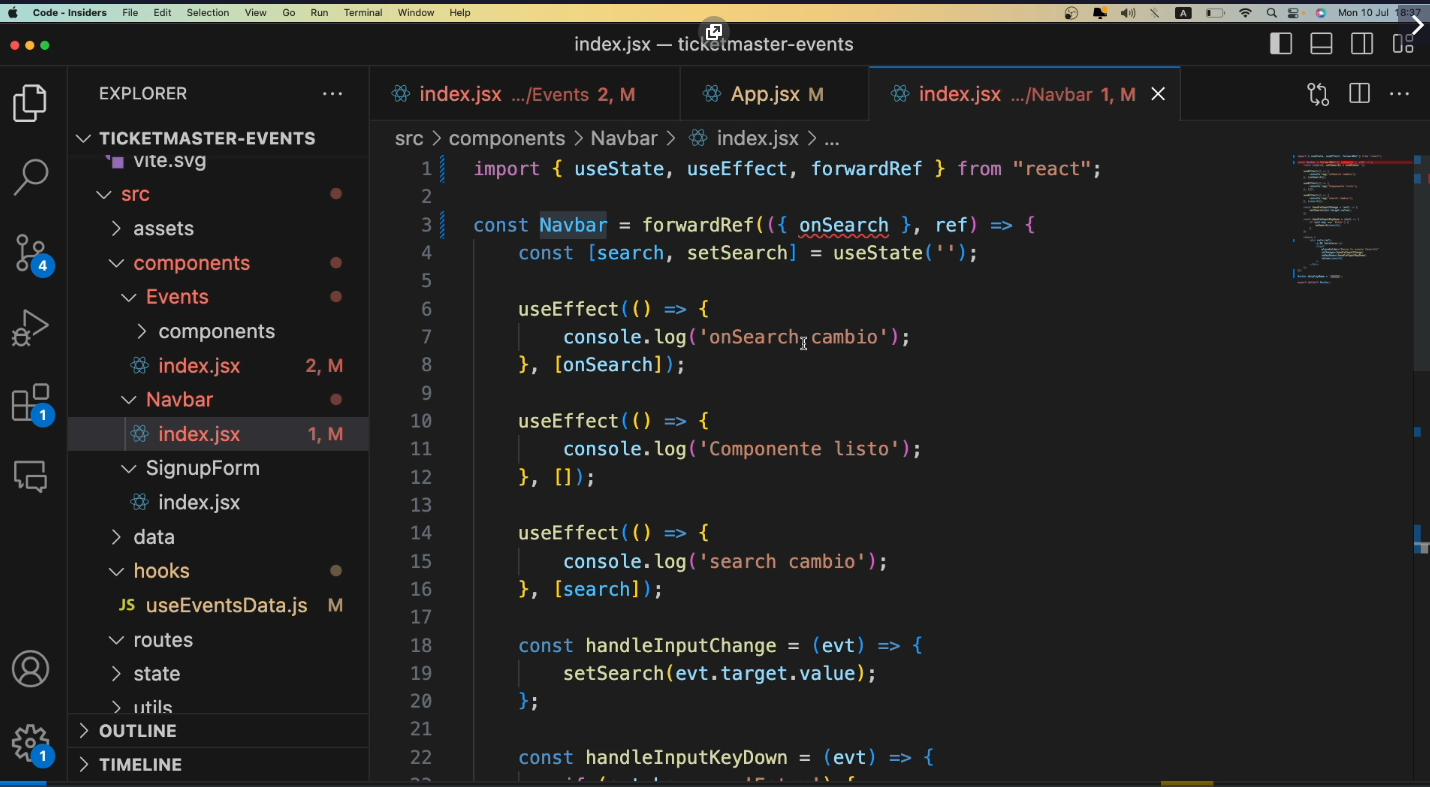 Code - Insiders File Edit Selection View Go Run Terminal Window Help A Mon 10 Jul 18:37
index.jsx — ticketmaster-events
EXPLORER ...
index.jsx .../Events 2, M
App.jsx M
index.jsx .../Navbar 1, M
TICKETMASTER-EVENTS
src > components > Navbar > index.jsx > ...
vite.svg
src
assets
components
Events
components
index.jsx 2, M
Navbar
index.jsx 1, M
SignupForm
index.jsx
data
hooks
JS useEventsData.js M
routes
state
utils
OUTLINE
TIMELINE
4
1
1
1 import { useState, useEffect, forwardRef } from "react";
2
3 const Navbar = forwardRef(({ onSearch }, ref) => {
4 const [search, setSearch] = useState('');
5
6 useEffect(() => {
7 console.log('onSearch cambio');
8 }, [onSearch]);
9
10 useEffect(() => {
11 console.log('Componente listo');
12 }, []);
13
14 useEffect(() => {
15 console.log('search cambio');
16 }, [search]);
17
18 const handleInputChange = (evt) => {
19 setSearch(evt.target.value);
20 };
21
22 const handleInputKeyDown = (evt) => {